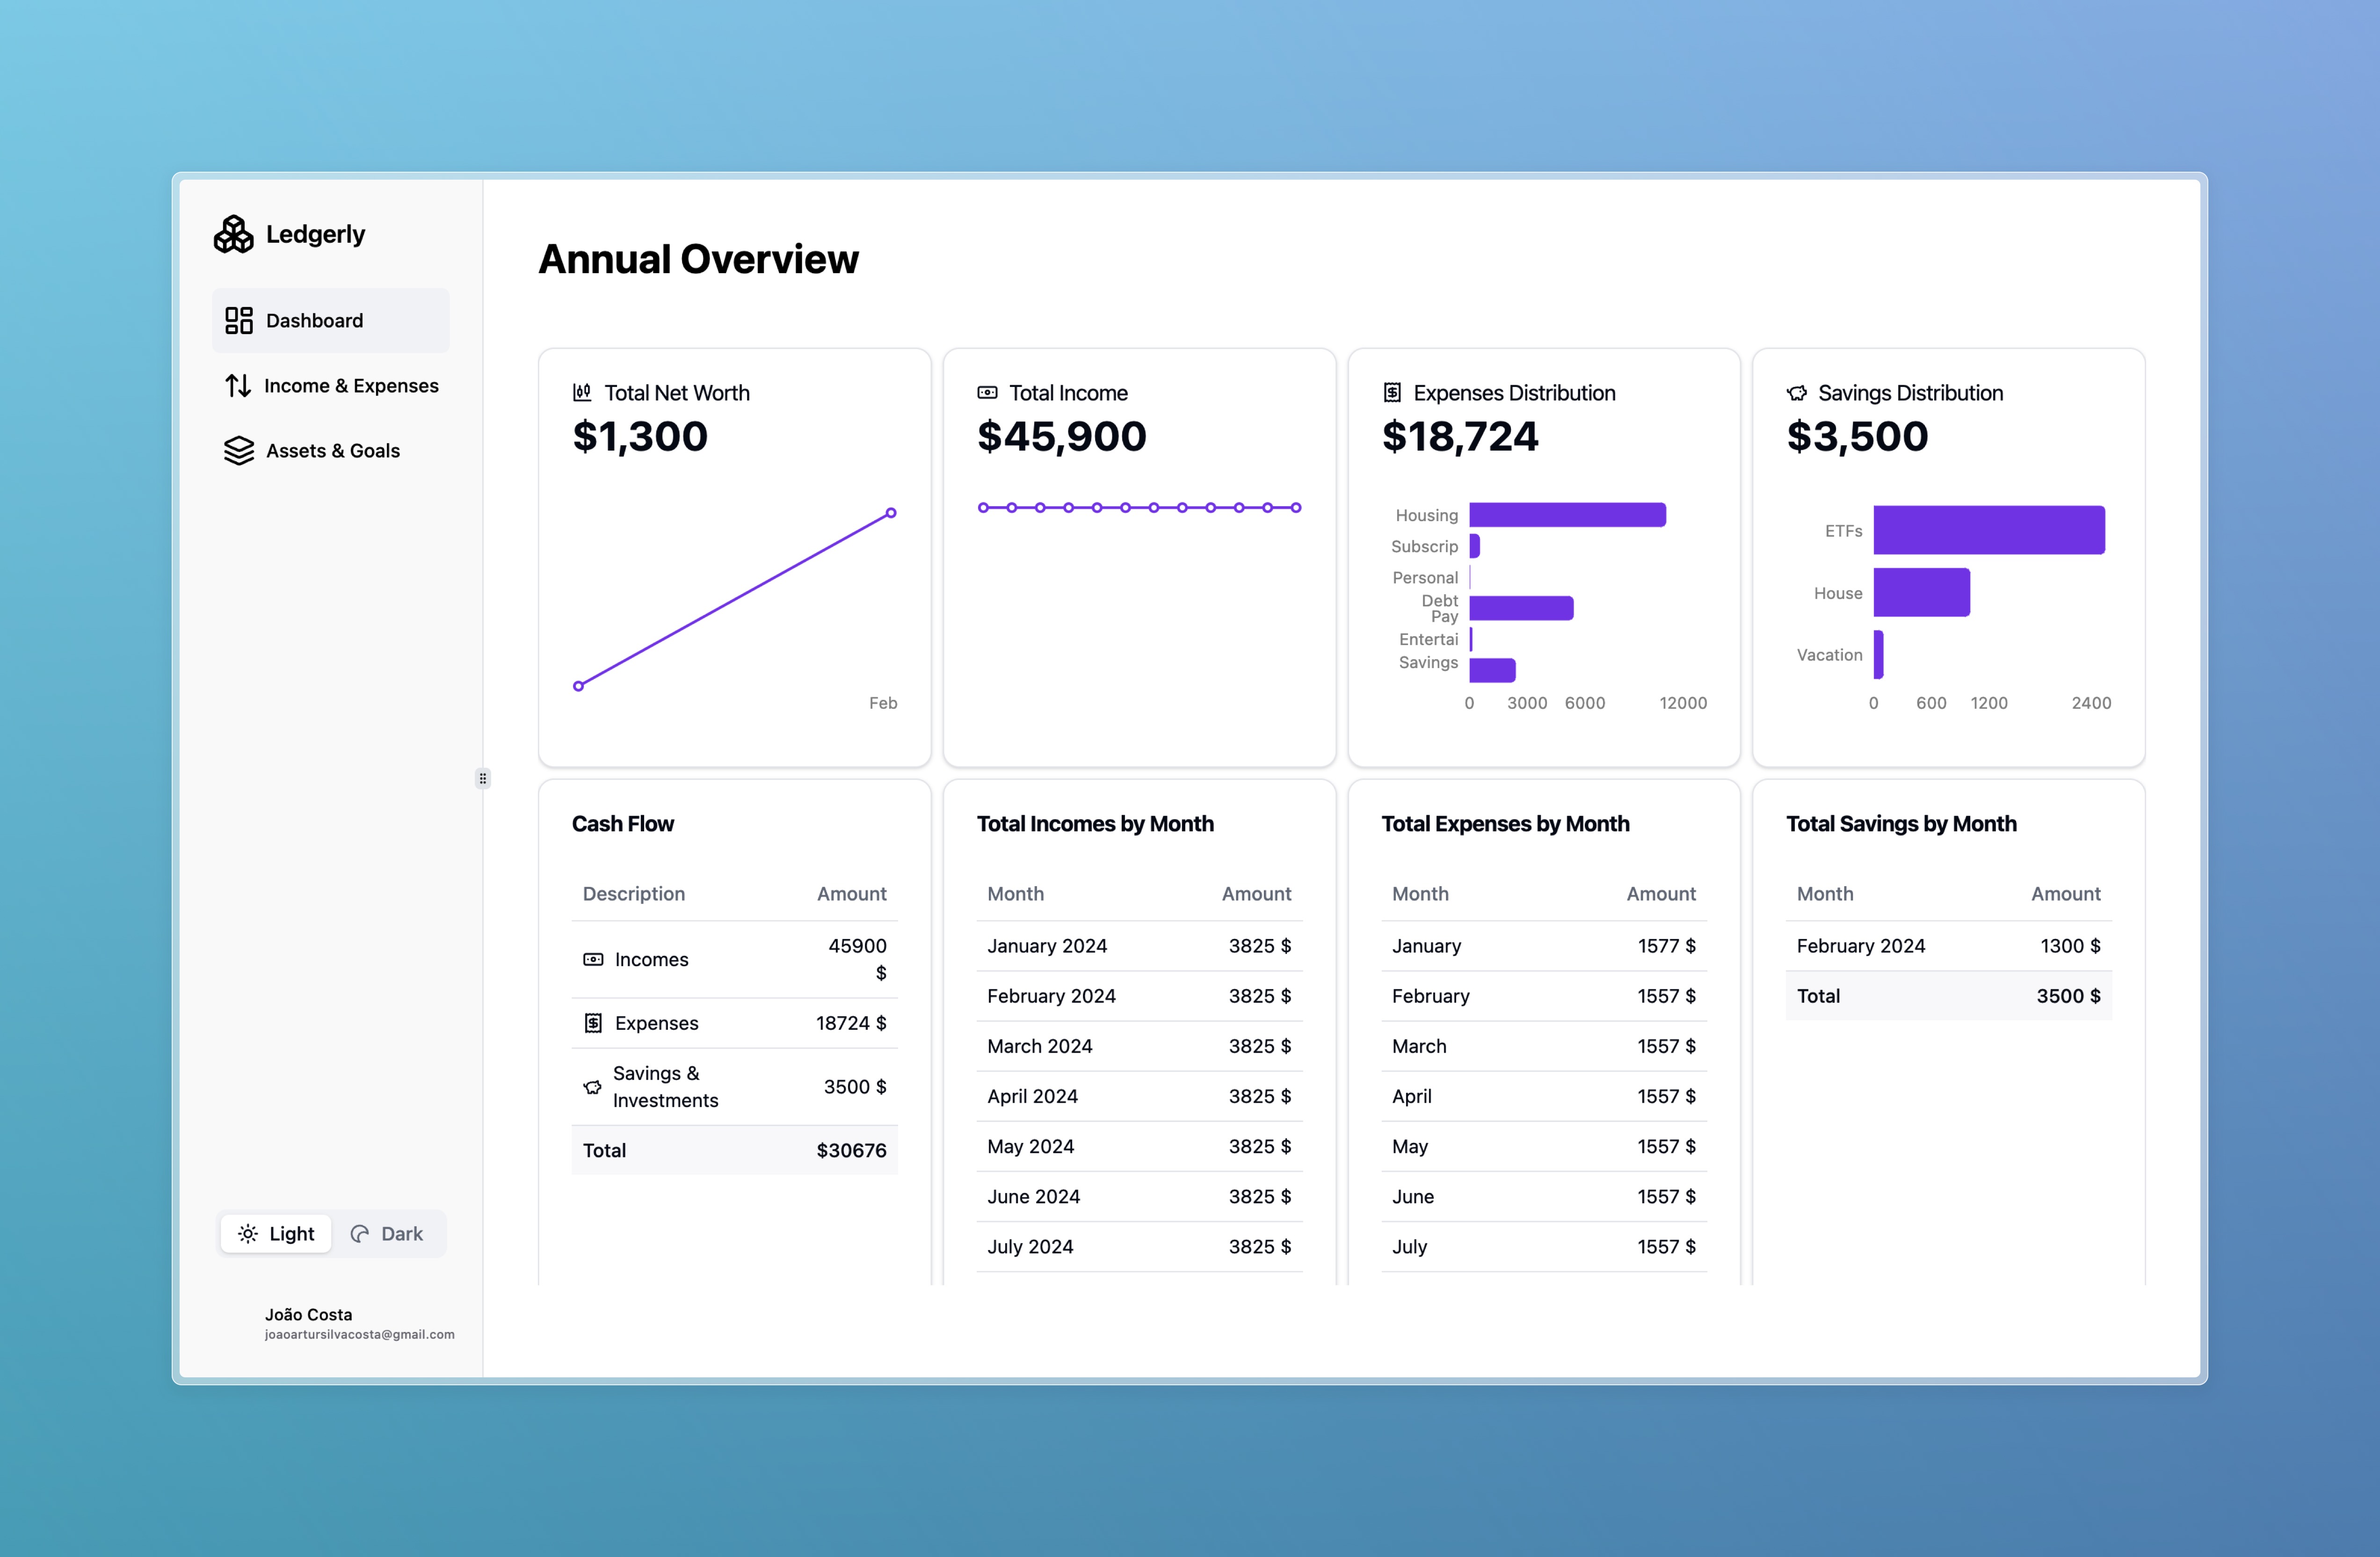 Ledgerly
Dashboard
Income & Expenses
Assets & Goals
Light
Dark
João Costa
joaoartursilvacosta@gmail.com
Annual Overview
Total Net Worth
$1,300
Feb
Total Income
$45,900
Expenses Distribution
$18,724
Housing
Subscrip
Personal
Debt
Pay
Entertai
Savings
0 3000 6000 12000
Savings Distribution
$3,500
ETFs
House
Vacation
0 600 1200 2400
Cash Flow
Description Amount
Incomes 45900
$
Expenses 18724 $
Savings &
Investments 3500 $
Total $30676
Total Incomes by Month
Month Amount
January 2024 3825 $
February 2024 3825 $
March 2024 3825 $
April 2024 3825 $
May 2024 3825 $
June 2024 3825 $
July 2024 3825 $
Total Expenses by Month
Month Amount
January 1577 $
February 1557 $
March 1557 $
April 1557 $
May 1557 $
June 1557 $
July 1557 $
Total Savings by Month
Month Amount
February 2024 1300 $
Total 3500 $